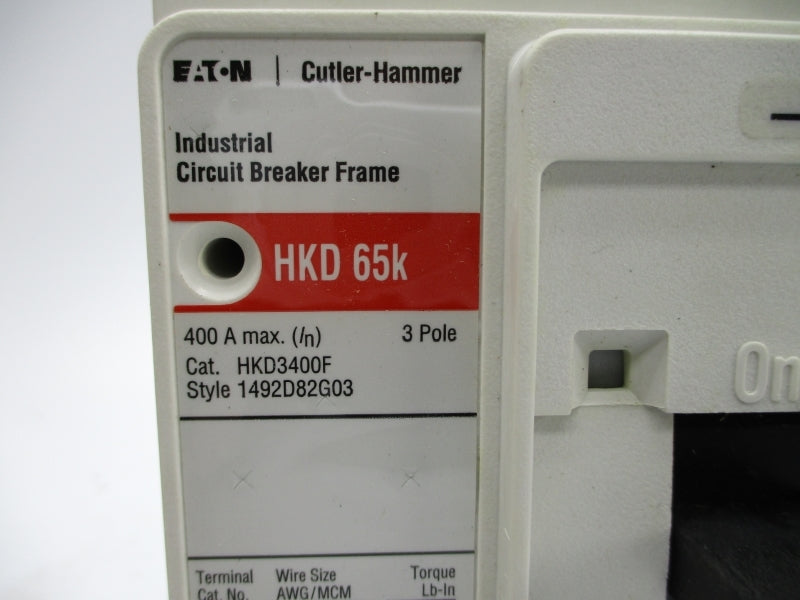 EATON | Cutler-Hammer
Industrial
Circuit Breaker Frame
HKD 65k
400 A max. (In) 3 Pole
Cat. HKD3400F
Style 1492D82G03
Terminal Wire Size Torque
Cat. No. AWG/MCM Lb-In
On